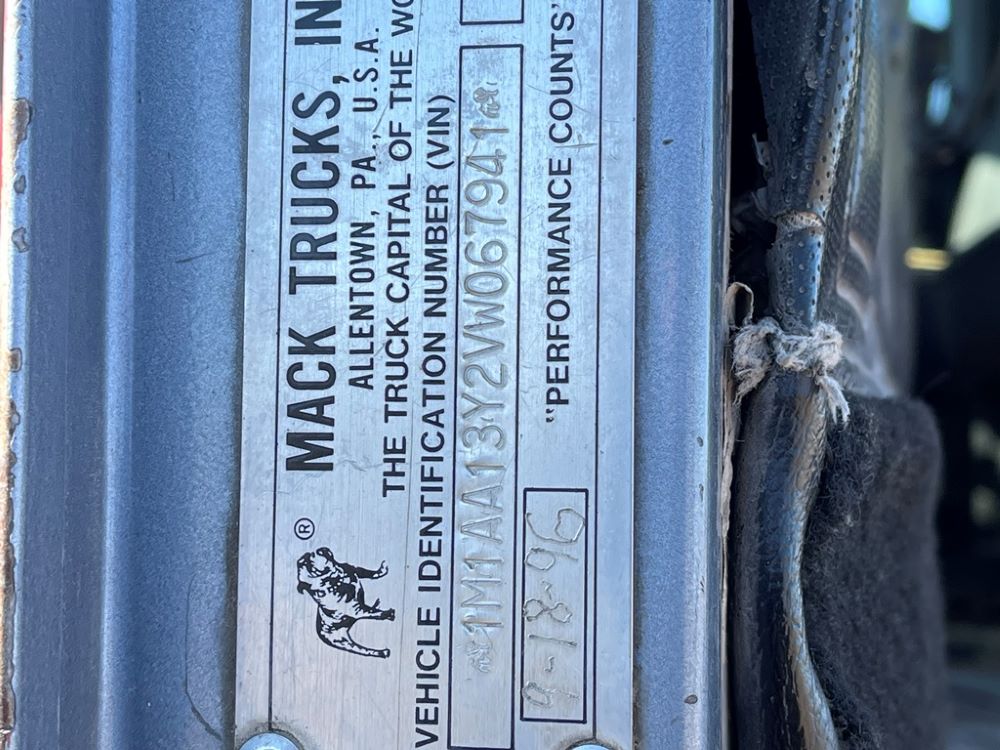 MACK TRUCKS, IN
ALLENTOWN, PA., U.S.A.
THE TRUCK CAPITAL OF THE WO
®
VEHICLE IDENTIFICATION NUMBER (VIN)
1M1AA13Y2VW067941
9-18-96
"PERFORMANCE COUNTS"